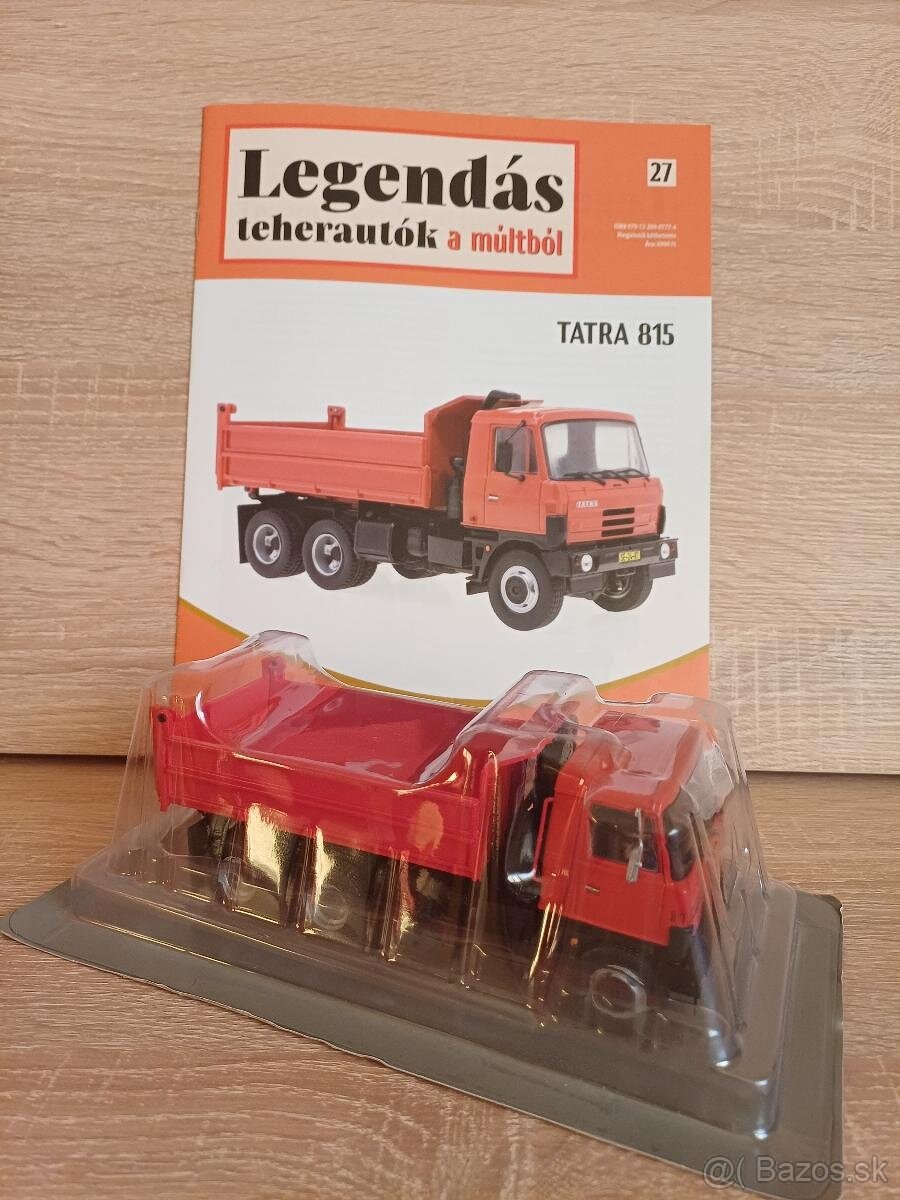 Legendás
teherautók a múltból
27
TATRA 815
TATRA
@( Bazos.sk